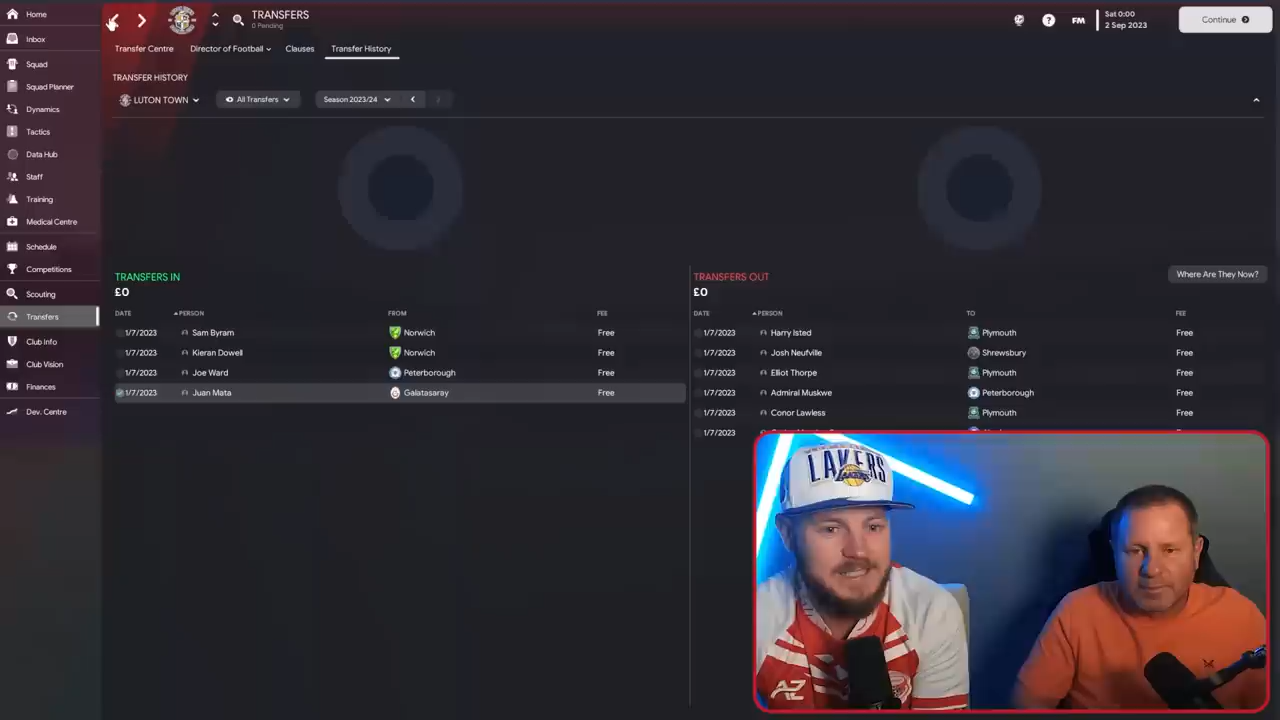 Home
TRANSFERS
0 Pending
FM
Sat 0:00
2 Sep 2023
Continue
Inbox
Transfer Centre
Director of Football
Clauses
Transfer History
Squad
TRANSFER HISTORY
Squad Planner
LUTON TOWN
All Transfers
Season 2023/24
Dynamics
Tactics
Data Hub
Staff
Training
Medical Centre
Schedule
Competitions
Scouting
Transfers
Club Info
Club Vision
Finances
Dev. Centre
TRANSFERS IN
£0
DATE PERSON FROM FEE
1/7/2023 Sam Byram Norwich Free
1/7/2023 Kieran Dowell Norwich Free
1/7/2023 Joe Ward Peterborough Free
1/7/2023 Juan Mata Galatasaray Free
TRANSFERS OUT
Where Are They Now?
£0
DATE PERSON TO FEE
1/7/2023 Harry Isted Plymouth Free
1/7/2023 Josh Neufville Shrewsbury Free
1/7/2023 Elliot Thorpe Plymouth Free
1/7/2023 Admiral Muskwe Peterborough Free
1/7/2023 Conor Lawless Plymouth Free
1/7/2023
LAKERS
AZ